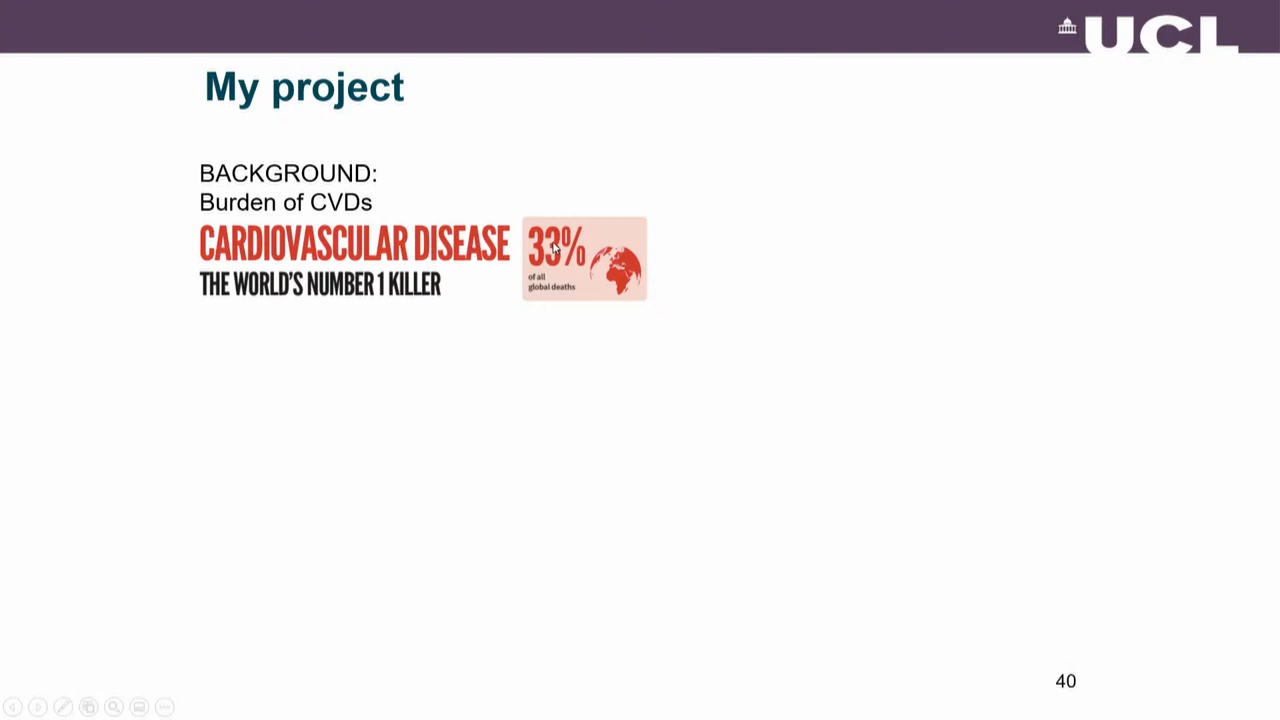 UCL
My project
BACKGROUND:
Burden of CVDs
CARDIOVASCULAR DISEASE
THE WORLD'S NUMBER 1 KILLER
33%
of all
global deaths
40